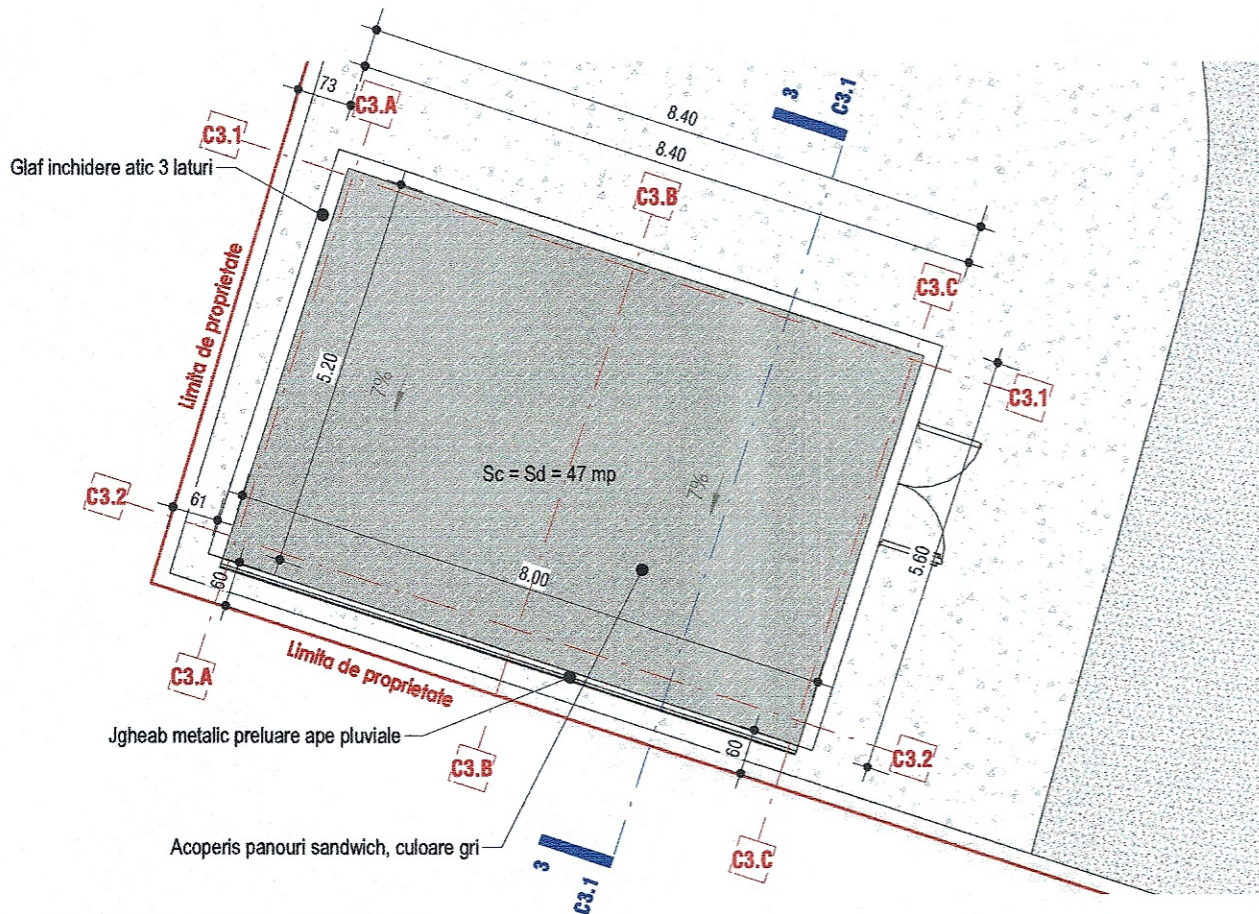 73
C3.A
3
C3.1
8.40
8.40
C3.1
Glaf inchidere atic 3 laturi
C3.B
C3.C
Limita de proprietate
5.20
7%
C3.1
Sc = Sd = 47 mp
7%
C3.2
61
5.60
8.00
60
Limita de proprietate
C3.A
Jgheab metalic preluare ape pluviale
60
C3.2
C3.B
Acoperis panouri sandwich, culoare gri
3
C3.1
C3.C